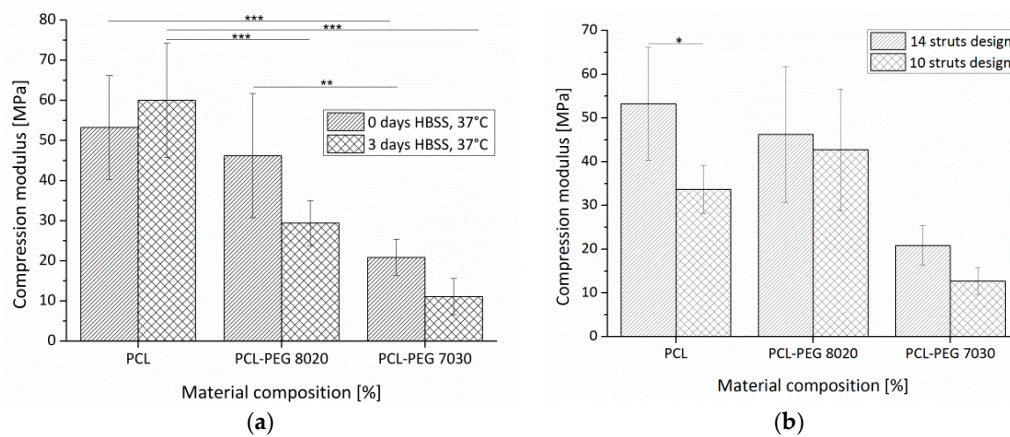 80
70
60
50
40
30
20
10
0
Compression modulus [MPa]
***
***
***
**
0 days HBSS, 37°C
3 days HBSS, 37°C
PCL
PCL-PEG 8020
PCL-PEG 7030
Material composition [%]
(a)
70
60
50
40
30
20
10
0
Compression modulus [MPa]
*
14 struts design
10 struts design
PCL
PCL-PEG 8020
PCL-PEG 7030
Material composition [%]
(b)